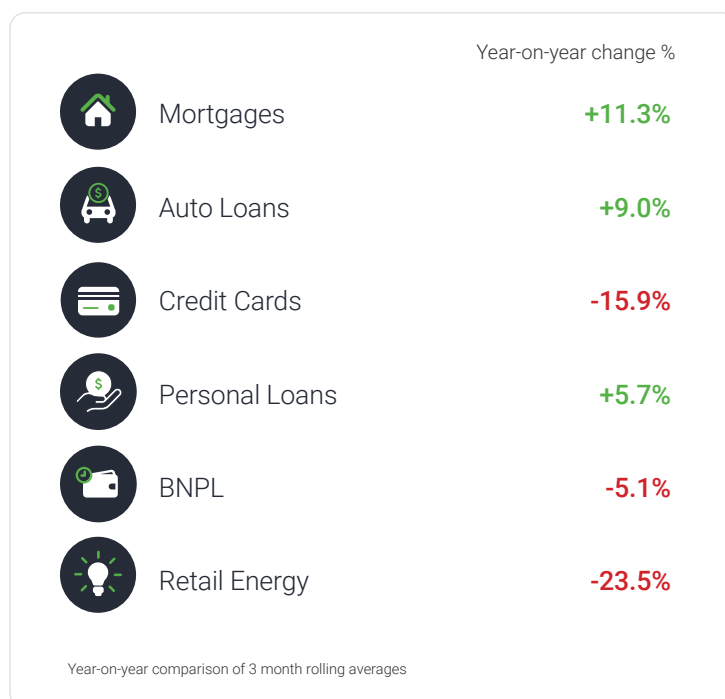 Year-on-year change %
Mortgages +11.3%
$
Auto Loans +9.0%
Credit Cards -15.9%
$
Personal Loans +5.7%
BNPL -5.1%
Retail Energy -23.5%
Year-on-year comparison of 3 month rolling averages